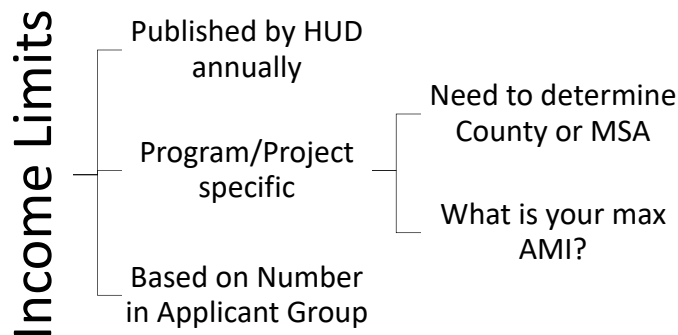 Income Limits
Published by HUD
annually
Program/Project
specific
Based on Number
in Applicant Group
Need to determine
County or MSA
What is your max
AMI?